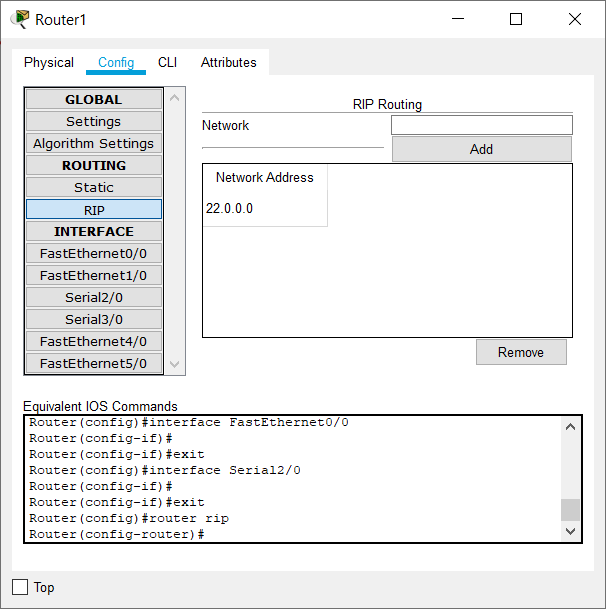 Router1
Physical
Config
CLI
Attributes
GLOBAL
Settings
Algorithm Settings
ROUTING
Static
RIP
INTERFACE
FastEthernet0/0
FastEthernet1/0
Serial2/0
Serial3/0
FastEthernet4/0
FastEthernet5/0
RIP Routing
Network
Add
Network Address
22.0.0.0
Remove
Equivalent IOS Commands
Router(config)#interface FastEthernet0/0
Router(config-if)#
Router(config-if)#exit
Router(config)#interface Serial2/0
Router(config-if)#
Router(config-if)#exit
Router(config)#router rip
Router(config-router)#
Top